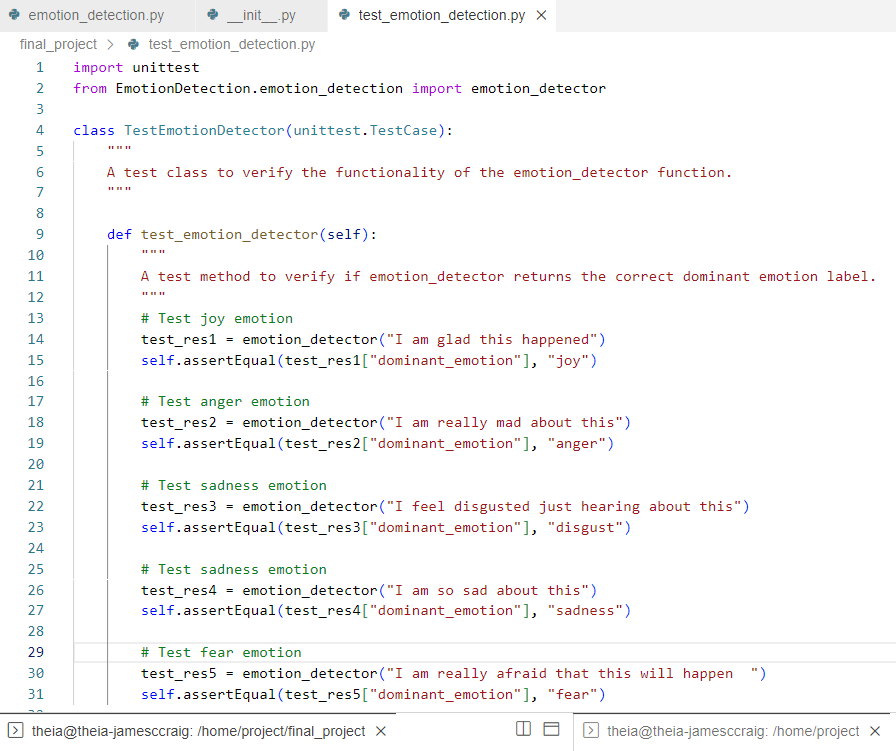 emotion_detection.py __init__.py test_emotion_detection.py
final_project > test_emotion_detection.py
1 import unittest
2 from EmotionDetection.emotion_detection import emotion_detector
3
4 class TestEmotionDetector(unittest.TestCase):
5     """
6     A test class to verify the functionality of the emotion_detector function.
7     """
8
9     def test_emotion_detector(self):
10         """
11         A test method to verify if emotion_detector returns the correct dominant emotion label.
12         """
13         # Test joy emotion
14         test_res1 = emotion_detector("I am glad this happened")
15         self.assertEqual(test_res1["dominant_emotion"], "joy")
16
17         # Test anger emotion
18         test_res2 = emotion_detector("I am really mad about this")
19         self.assertEqual(test_res2["dominant_emotion"], "anger")
20
21         # Test sadness emotion
22         test_res3 = emotion_detector("I feel disgusted just hearing about this")
23         self.assertEqual(test_res3["dominant_emotion"], "disgust")
24
25         # Test sadness emotion
26         test_res4 = emotion_detector("I am so sad about this")
27         self.assertEqual(test_res4["dominant_emotion"], "sadness")
28
29         # Test fear emotion
30         test_res5 = emotion_detector("I am really afraid that this will happen  ")
31         self.assertEqual(test_res5["dominant_emotion"], "fear")
theia@theia-jamesccraig: /home/project/final_project theia@theia-jamesccraig: /home/project